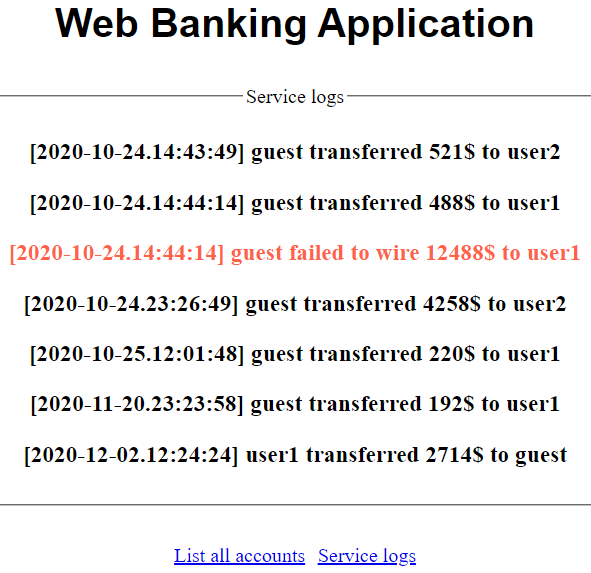 Web Banking Application
Service logs
[2020-10-24.14:43:49] guest transferred 521$ to user2
[2020-10-24.14:44:14] guest transferred 488$ to user1
[2020-10-24.14:44:14] guest failed to wire 12488$ to user1
[2020-10-24.23:26:49] guest transferred 4258$ to user2
[2020-10-25.12:01:48] guest transferred 220$ to user1
[2020-11-20.23:23:58] guest transferred 192$ to user1
[2020-12-02.12:24:24] user1 transferred 2714$ to guest
List all accounts Service logs